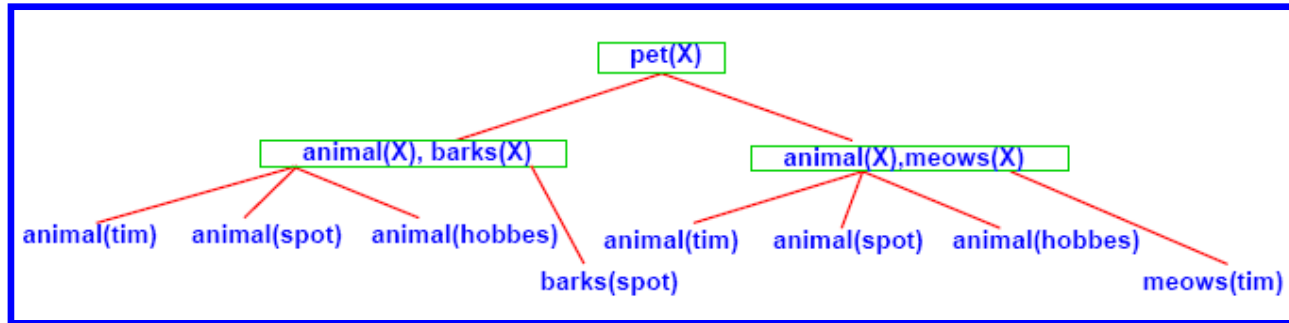 pet(X)
animal(X), barks(X)
animal(X),meows(X)
animal(tim)
animal(spot)
animal(hobbes)
animal(tim)
animal(spot)
animal(hobbes)
barks(spot)
meows(tim)